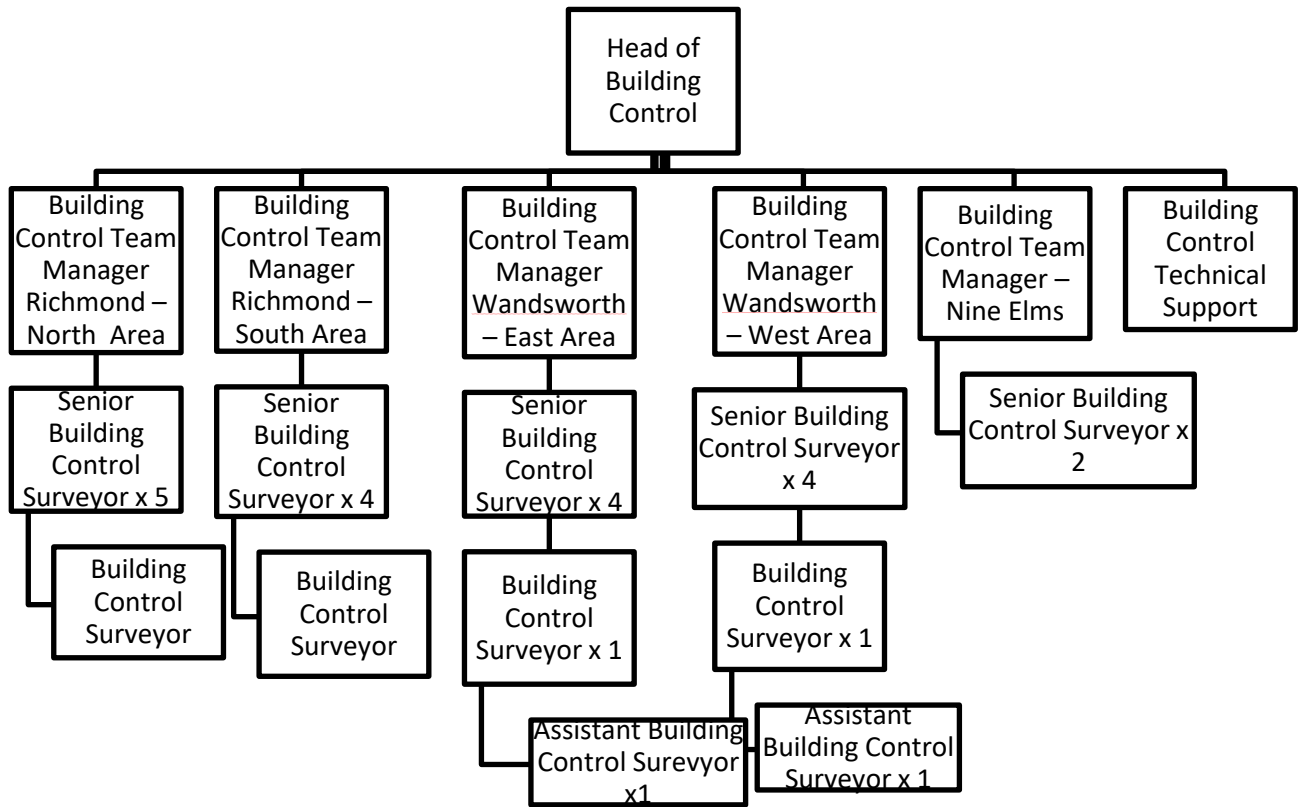 Head of
Building
Control
Building
Control Team
Manager
Richmond –
North Area
Building
Control Team
Manager
Richmond –
South Area
Building
Control Team
Manager
Wandsworth
– East Area
Building
Control Team
Manager
Wandsworth
– West Area
Building
Control Team
Manager –
Nine Elms
Building
Control
Technical
Support
Senior
Building
Control
Surveyor x 5
Senior
Building
Control
Surveyor x 4
Senior
Building
Control
Surveyor x 4
Senior Building
Control Surveyor
x 4
Senior Building
Control Surveyor x
2
Building
Control
Surveyor
Building
Control
Surveyor
Building
Control
Surveyor x 1
Building
Control
Surveyor x 1
Assistant Building
Control Surevyor
x1
Assistant
Building Control
Surveyor x 1